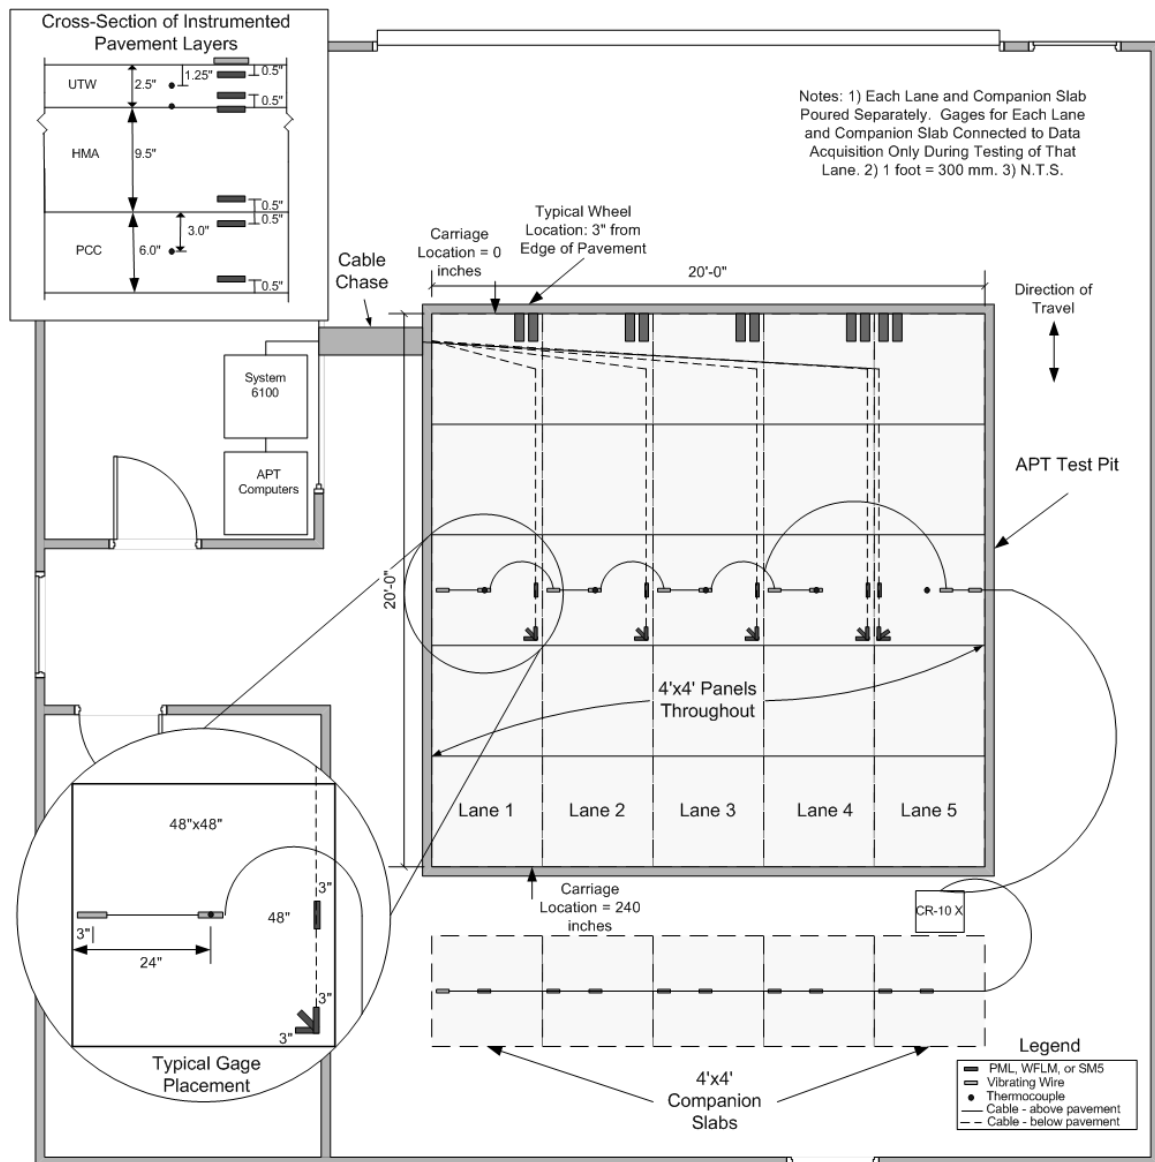 Cross-Section of Instrumented
Pavement Layers
UTW
2.5"
1.25"
0.5"
0.5"
HMA
9.5"
0.5"
0.5"
PCC
6.0"
3.0"
0.5"
Notes: 1) Each Lane and Companion Slab
Poured Separately. Gages for Each Lane
and Companion Slab Connected to Data
Acquisition Only During Testing of That
Lane. 2) 1 foot = 300 mm. 3) N.T.S.
Typical Wheel
Location: 3" from
Edge of Pavement
Carriage
Location = 0
inches
20'-0"
Direction of
Travel
Cable
Chase
System
6100
APT
Computers
APT Test Pit
20'-0"
4'x4' Panels
Throughout
Lane 1
Lane 2
Lane 3
Lane 4
Lane 5
48"x48"
3"
48"
3"
24"
3"
3"
Typical Gage
Placement
Carriage
Location = 240
inches
CR-10 X
4'x4'
Companion
Slabs
Legend
PML, WFLM, or SM5
Vibrating Wire
Thermocouple
Cable - above pavement
Cable - below pavement